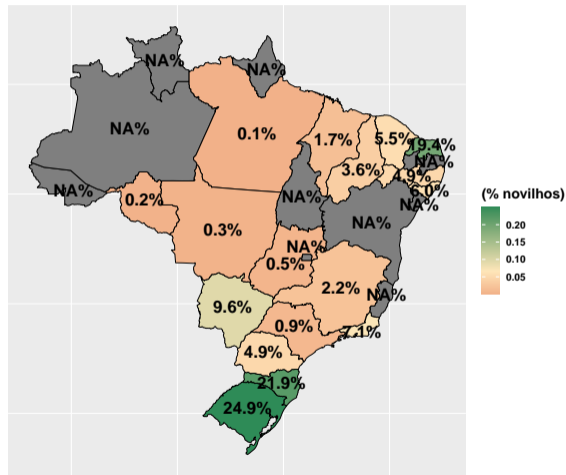 NA%
NA%
NA%
0.1%
1.7%
5.5%
19.4%
NA%
3.6%
4.9%
6.0%
NA%
NA%
0.2%
NA%
NA%
0.3%
NA%
0.5%
2.2%
NA%
9.6%
0.9%
7.1%
4.9%
21.9%
24.9%
(% novilhos)
0.20
0.15
0.10
0.05